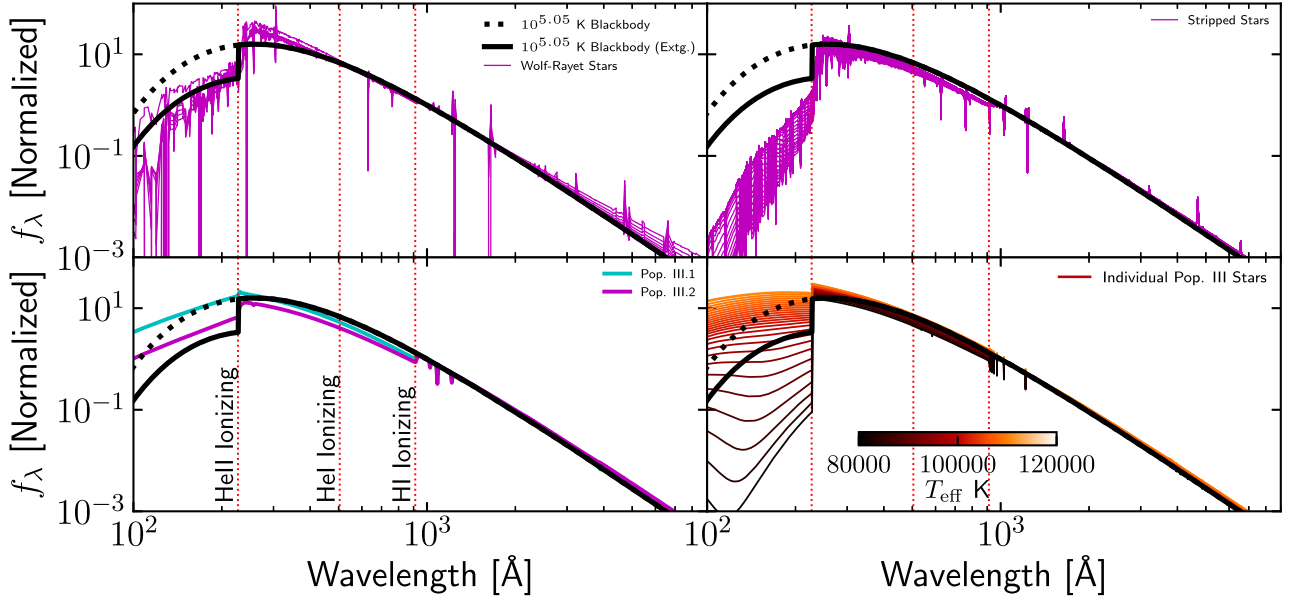 10^1
10^{-1}
10^{-3}
f_λ [Normalized]
10^{5.05} K Blackbody
10^{5.05} K Blackbody (Extg.)
Wolf-Rayet Stars
Stripped Stars
10^1
10^{-1}
10^{-3}
f_λ [Normalized]
Pop. III.1
Pop. III.2
HeII Ionizing
HeI Ionizing
HI Ionizing
Individual Pop. III Stars
80000 100000 120000
T_eff K
10^2 10^3
10^2 10^3
Wavelength [Å]
Wavelength [Å]